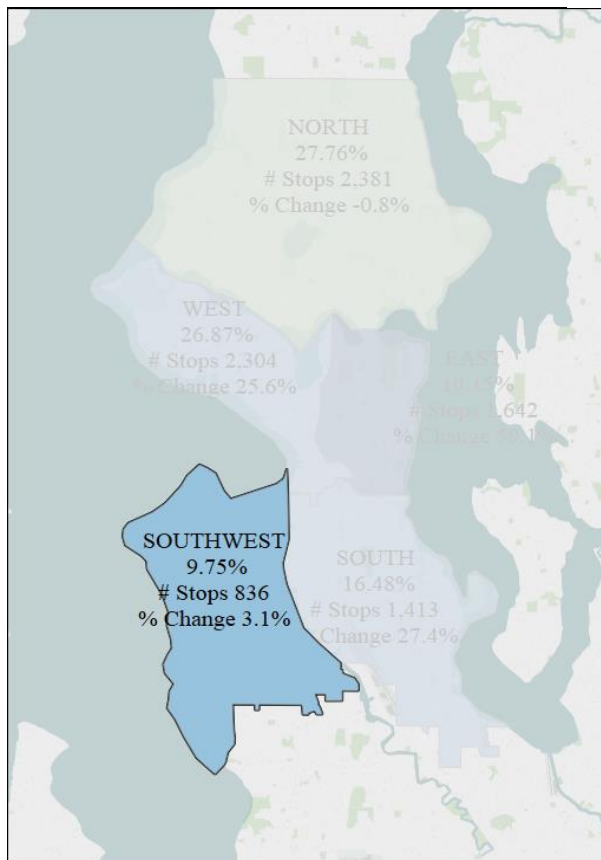 NORTH
27.76%
# Stops 2,381
% Change -0.8%
WEST
26.87%
# Stops 2,304
% Change 25.6%
EAST
# Stops 1,642
% Change
SOUTHWEST
9.75%
# Stops 836
% Change 3.1%
SOUTH
16.48%
# Stops 1,413
Change 27.4%